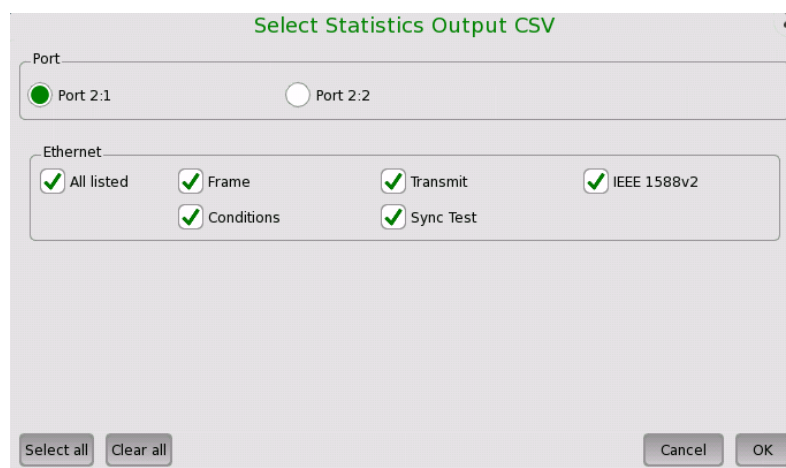 Select Statistics Output CSV
Port
Port 2:1 Port 2:2
Ethernet
All listed Frame Transmit IEEE 1588v2
Conditions Sync Test
Select all Clear all Cancel OK